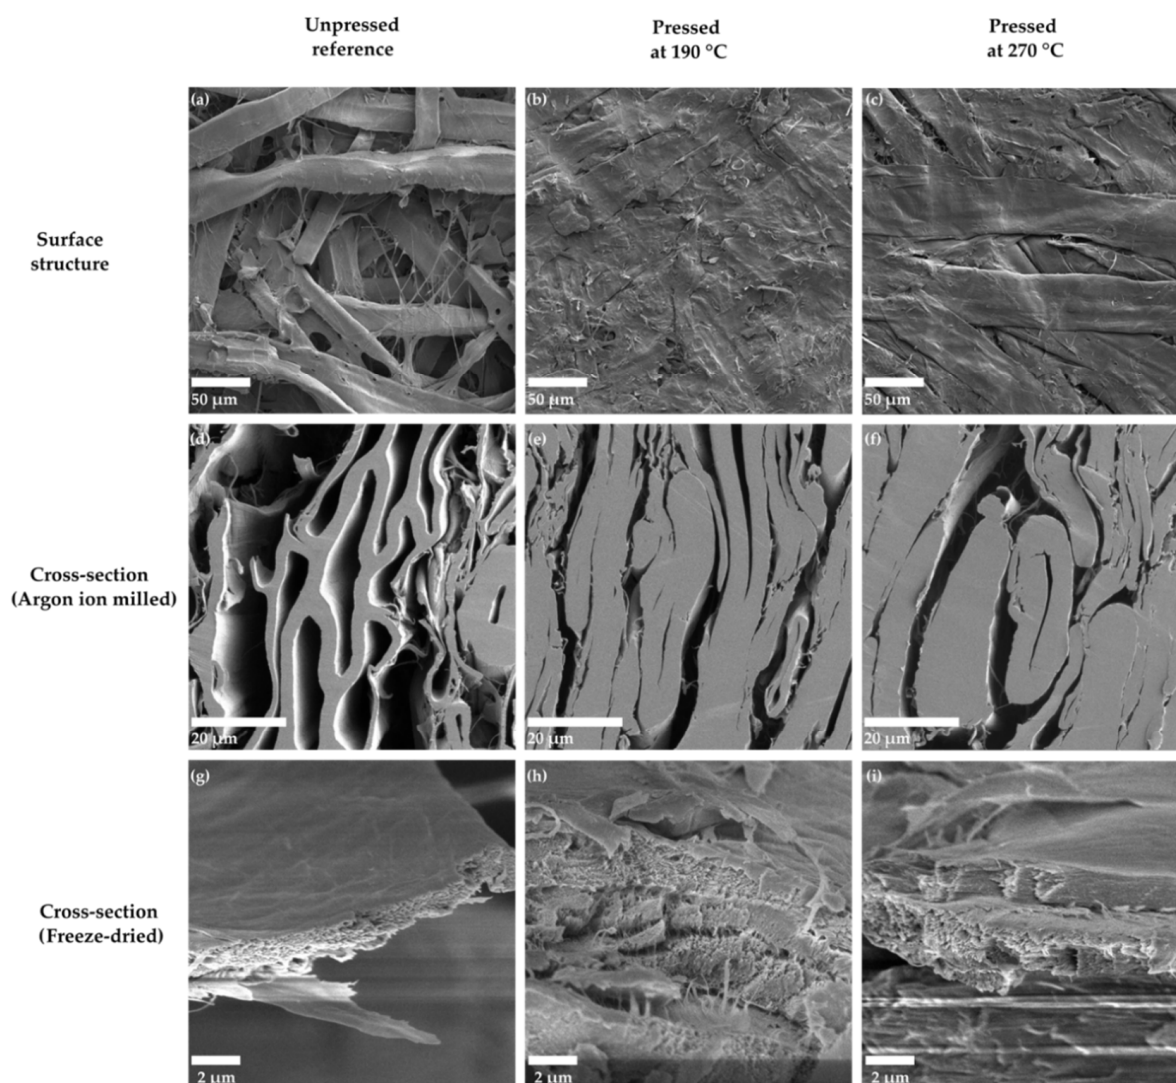 Unpressed
reference
Pressed
at 190 °C
Pressed
at 270 °C
Surface
structure
(a)
50 µm
(b)
50 µm
(c)
50 µm
Cross-section
(Argon ion milled)
(d)
20 µm
(e)
20 µm
(f)
20 µm
Cross-section
(Freeze-dried)
(g)
2 µm
(h)
2 µm
(i)
2 µm